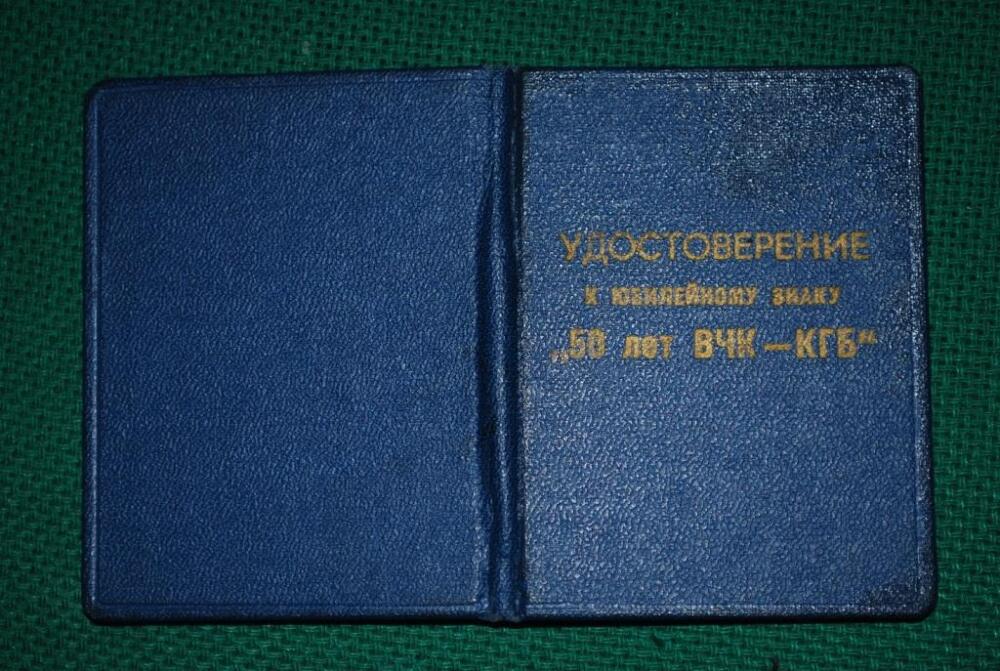 УДОСТОВЕРЕНИЕ
К ЮБИЛЕЙНОМУ ЗНАКУ
„50 лет ВЧК—КГБ“